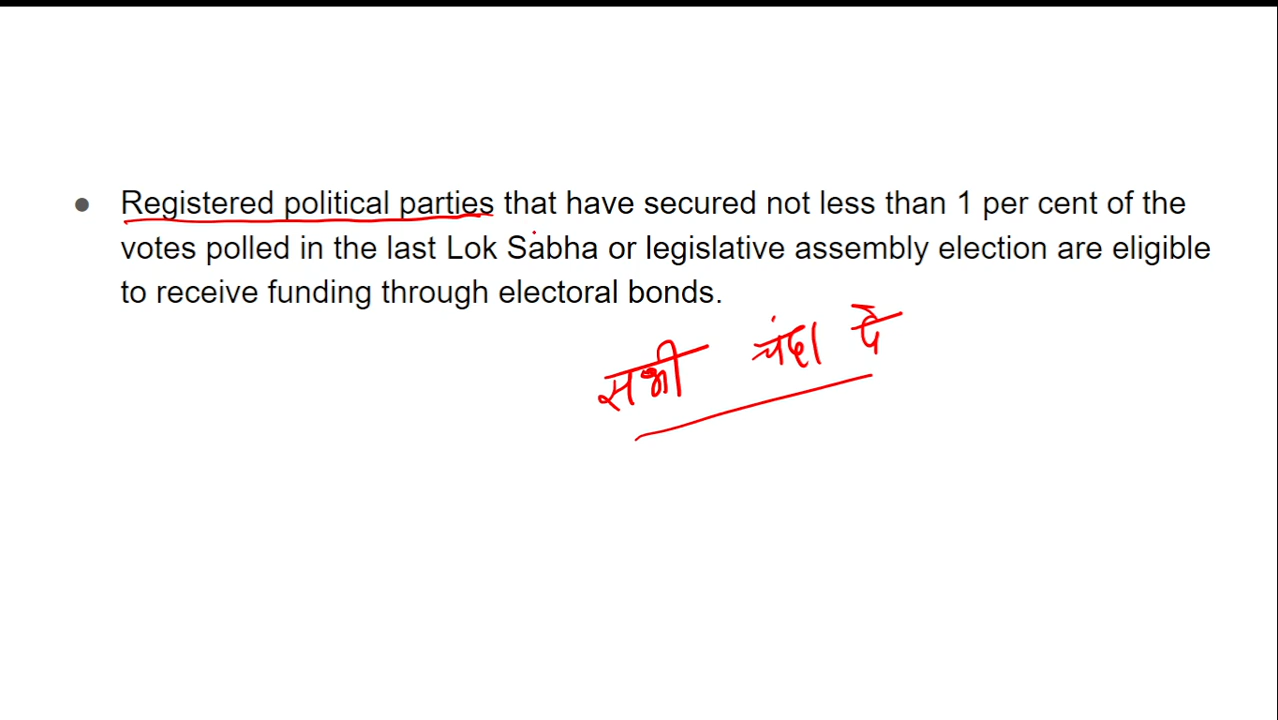 ● Registered political parties that have secured not less than 1 per cent of the
votes polled in the last Lok Sabha or legislative assembly election are eligible
to receive funding through electoral bonds.
सभी चंदा दे